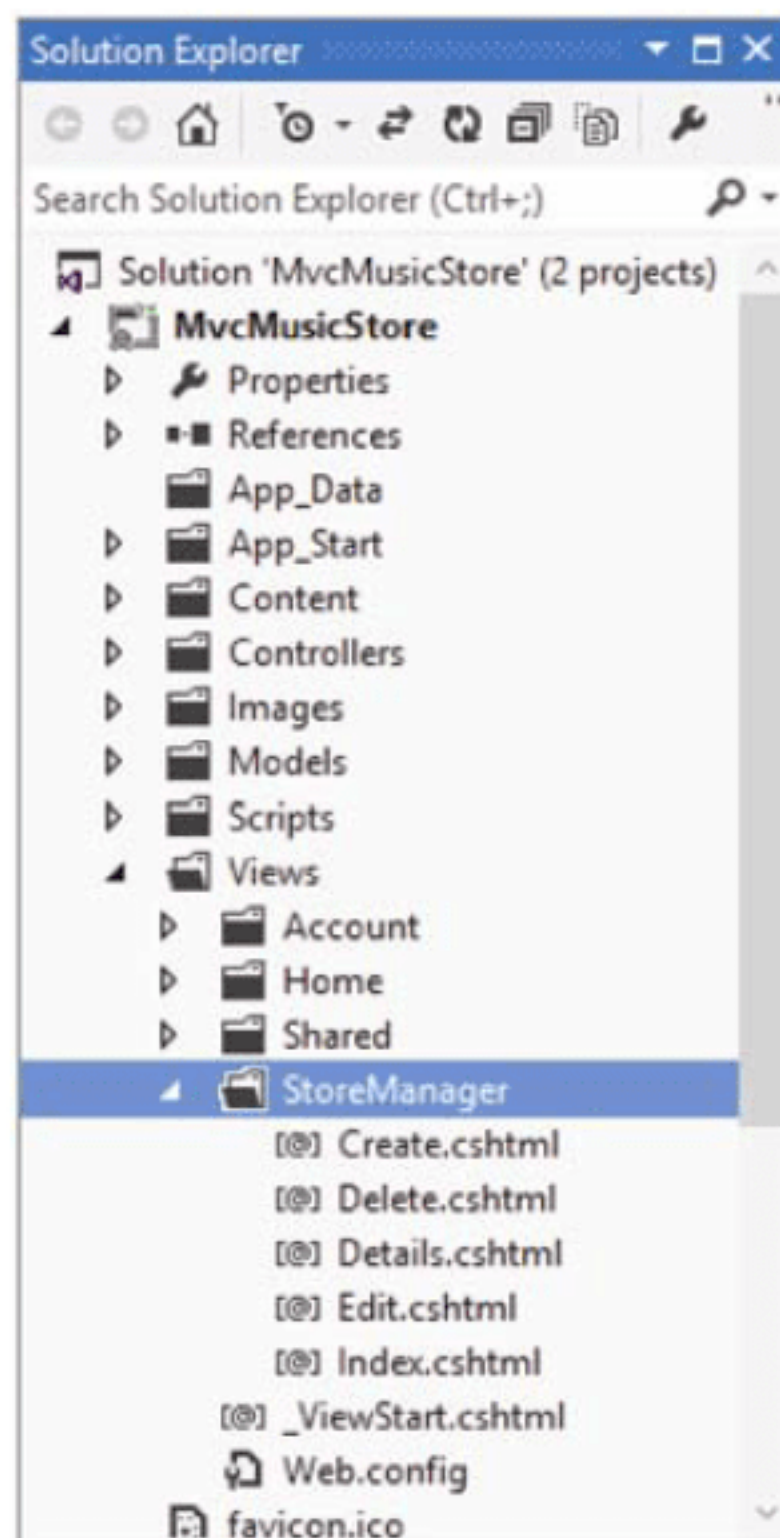 Solution Explorer
Search Solution Explorer (Ctrl+;)
Solution 'MvcMusicStore' (2 projects)
MvcMusicStore
Properties
References
App_Data
App_Start
Content
Controllers
Images
Models
Scripts
Views
Account
Home
Shared
StoreManager
Create.cshtml
Delete.cshtml
Details.cshtml
Edit.cshtml
Index.cshtml
_ViewStart.cshtml
Web.config
favicon.ico